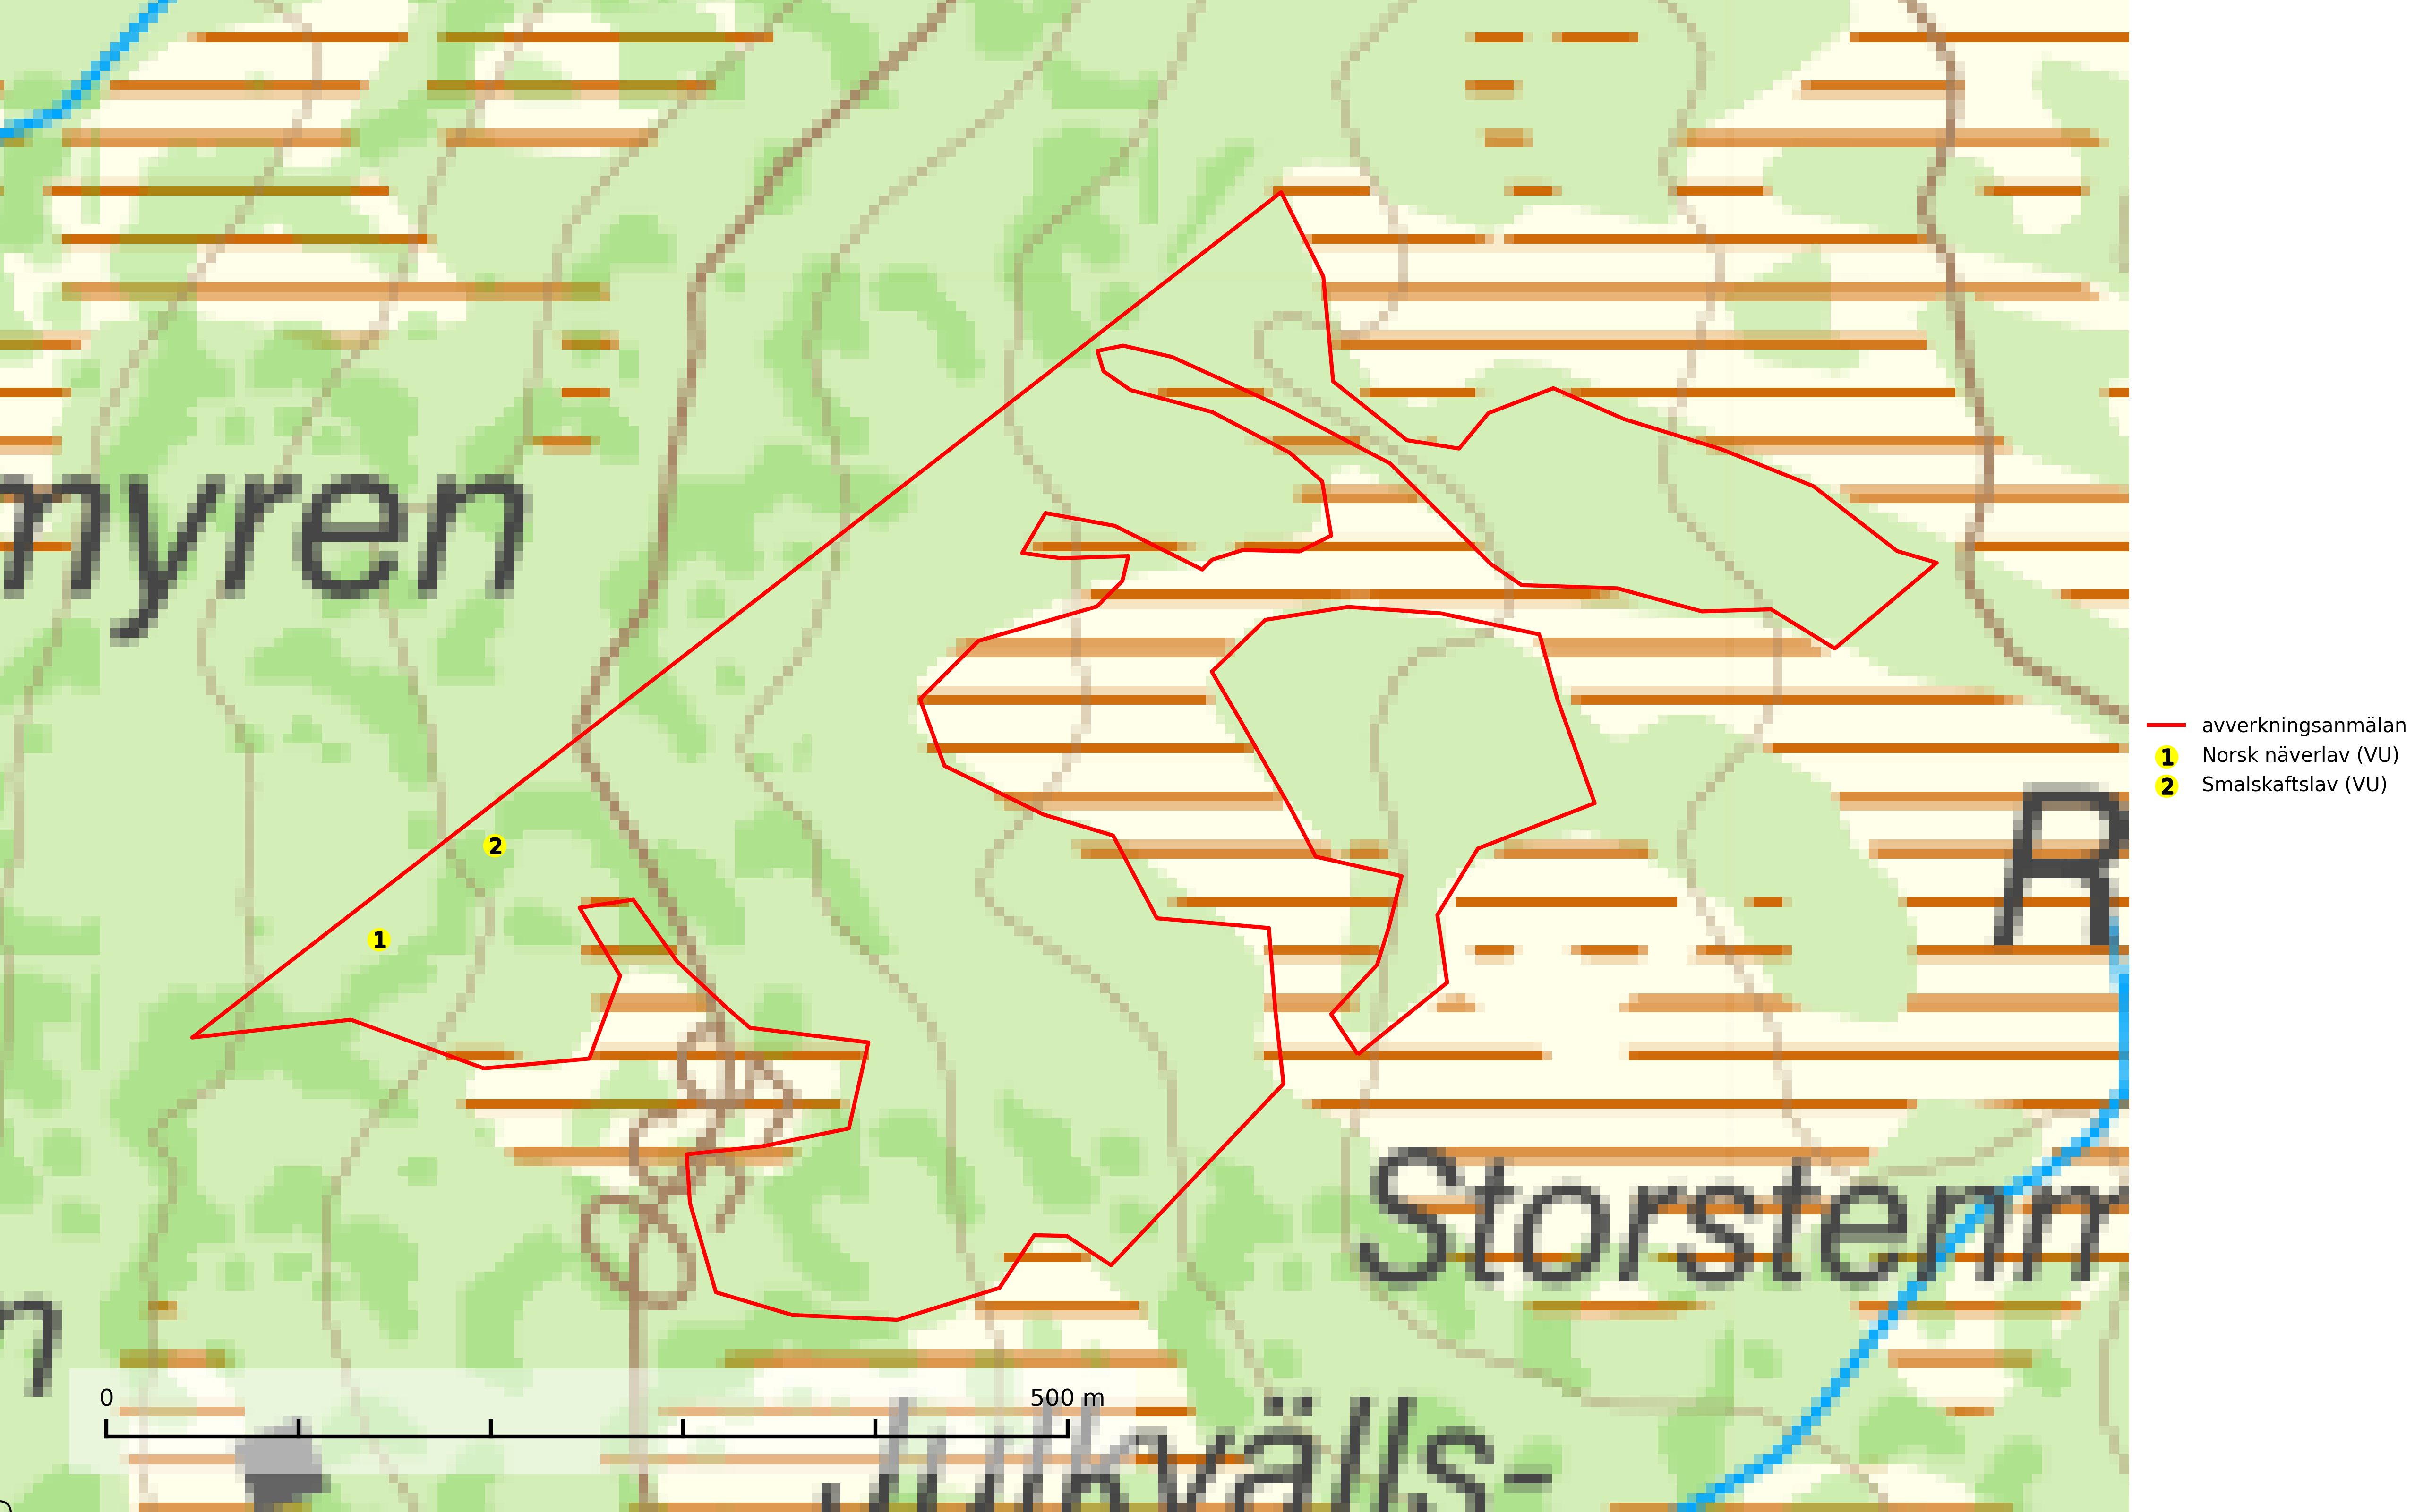 myren
avverkningsanmälan
1 Norsk näverlav (VU)
2 Smalskaftslav (VU)
R
2
1
Storstenm
n
0 500 m
Julkvälls-